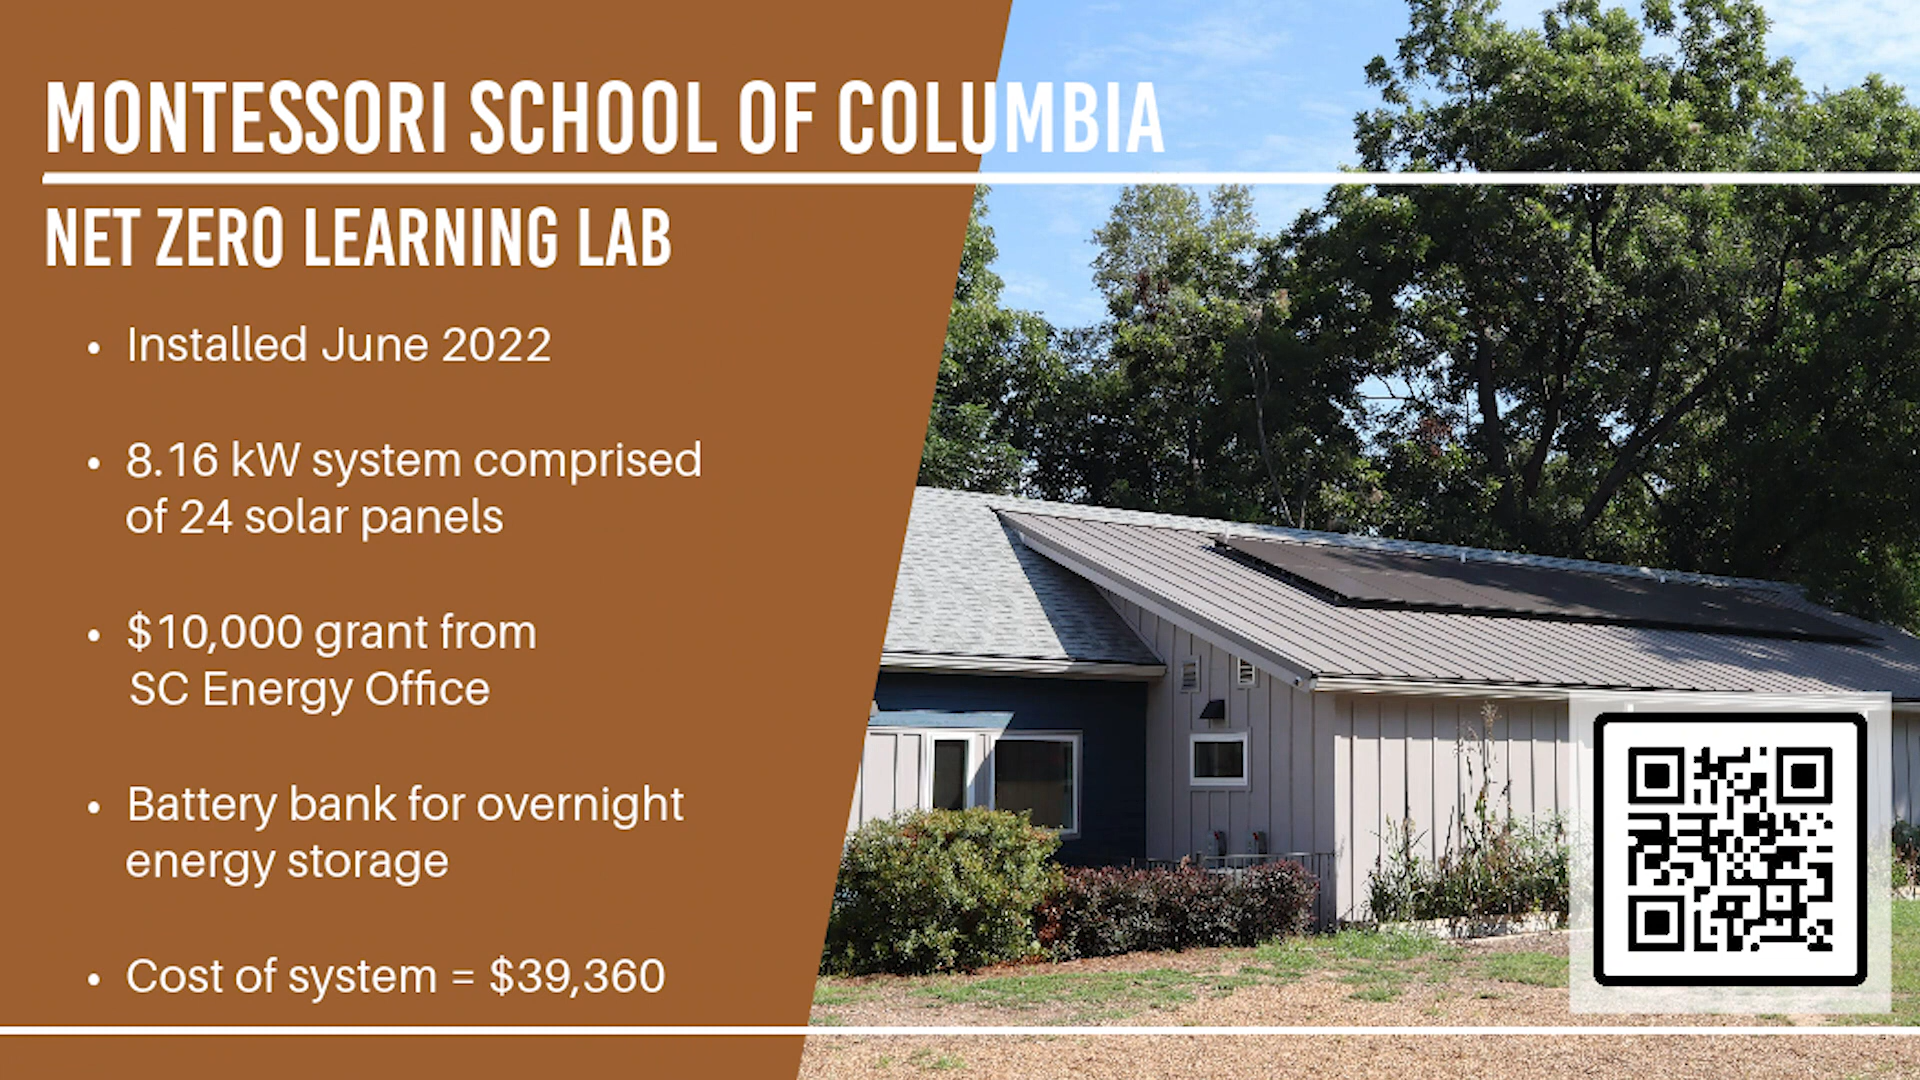 MONTESSORI SCHOOL OF COLUMBIA
NET ZERO LEARNING LAB
• Installed June 2022
• 8.16 kW system comprised
of 24 solar panels
• $10,000 grant from
SC Energy Office
• Battery bank for overnight
energy storage
• Cost of system = $39,360